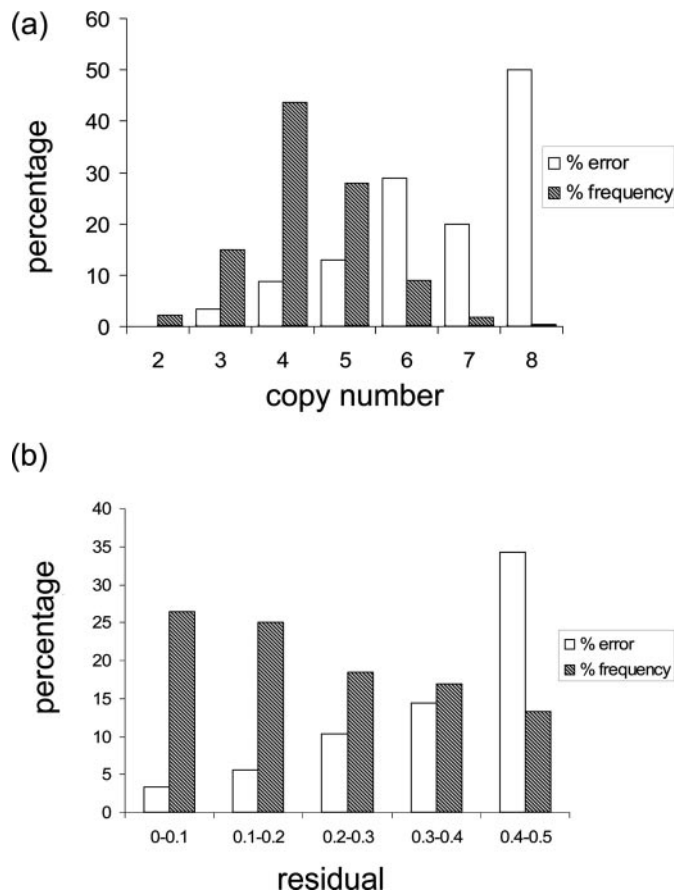 (a)
percentage
60
50
40
30
20
10
0
% error
% frequency
2 3 4 5 6 7 8
copy number
(b)
percentage
40
35
30
25
20
15
10
5
0
% error
% frequency
0-0.1 0.1-0.2 0.2-0.3 0.3-0.4 0.4-0.5
residual